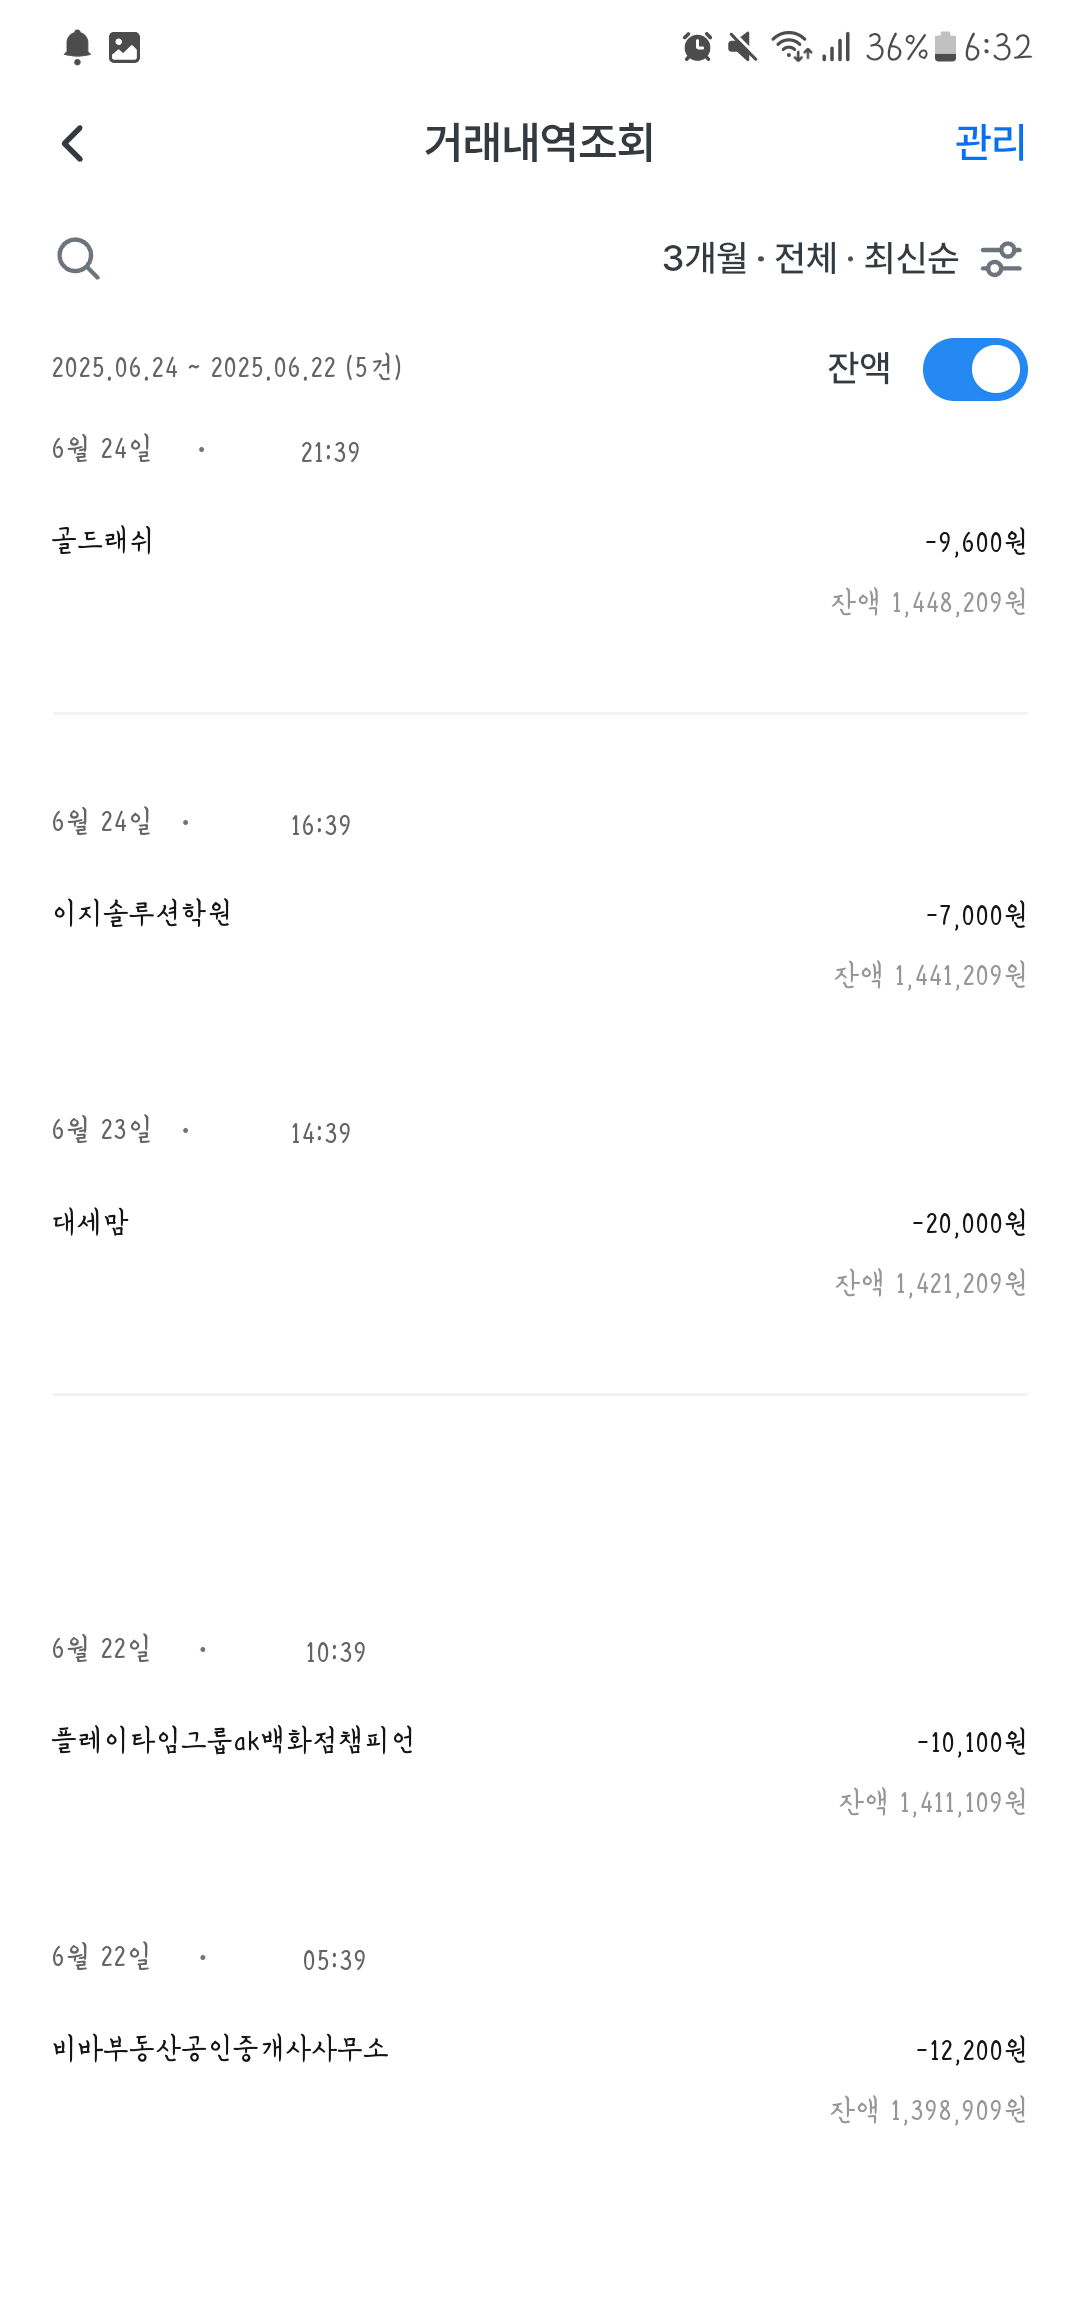 36% 6:32
거래내역조회 관리
3개월 · 전체 · 최신순
2025.06.24 ~ 2025.06.22 (5건) 잔액
6월 24일 · 21:39
골드래쉬 -9,600원
잔액 1,448,209원
6월 24일 · 16:39
이지솔루션학원 -7,000원
잔액 1,441,209원
6월 23일 · 14:39
대세맘 -20,000원
잔액 1,421,209원
6월 22일 · 10:39
플레이타임그룹ak백화점챔피언 -10,100원
잔액 1,411,109원
6월 22일 · 05:39
비바부동산공인중개사사무소 -12,200원
잔액 1,398,909원